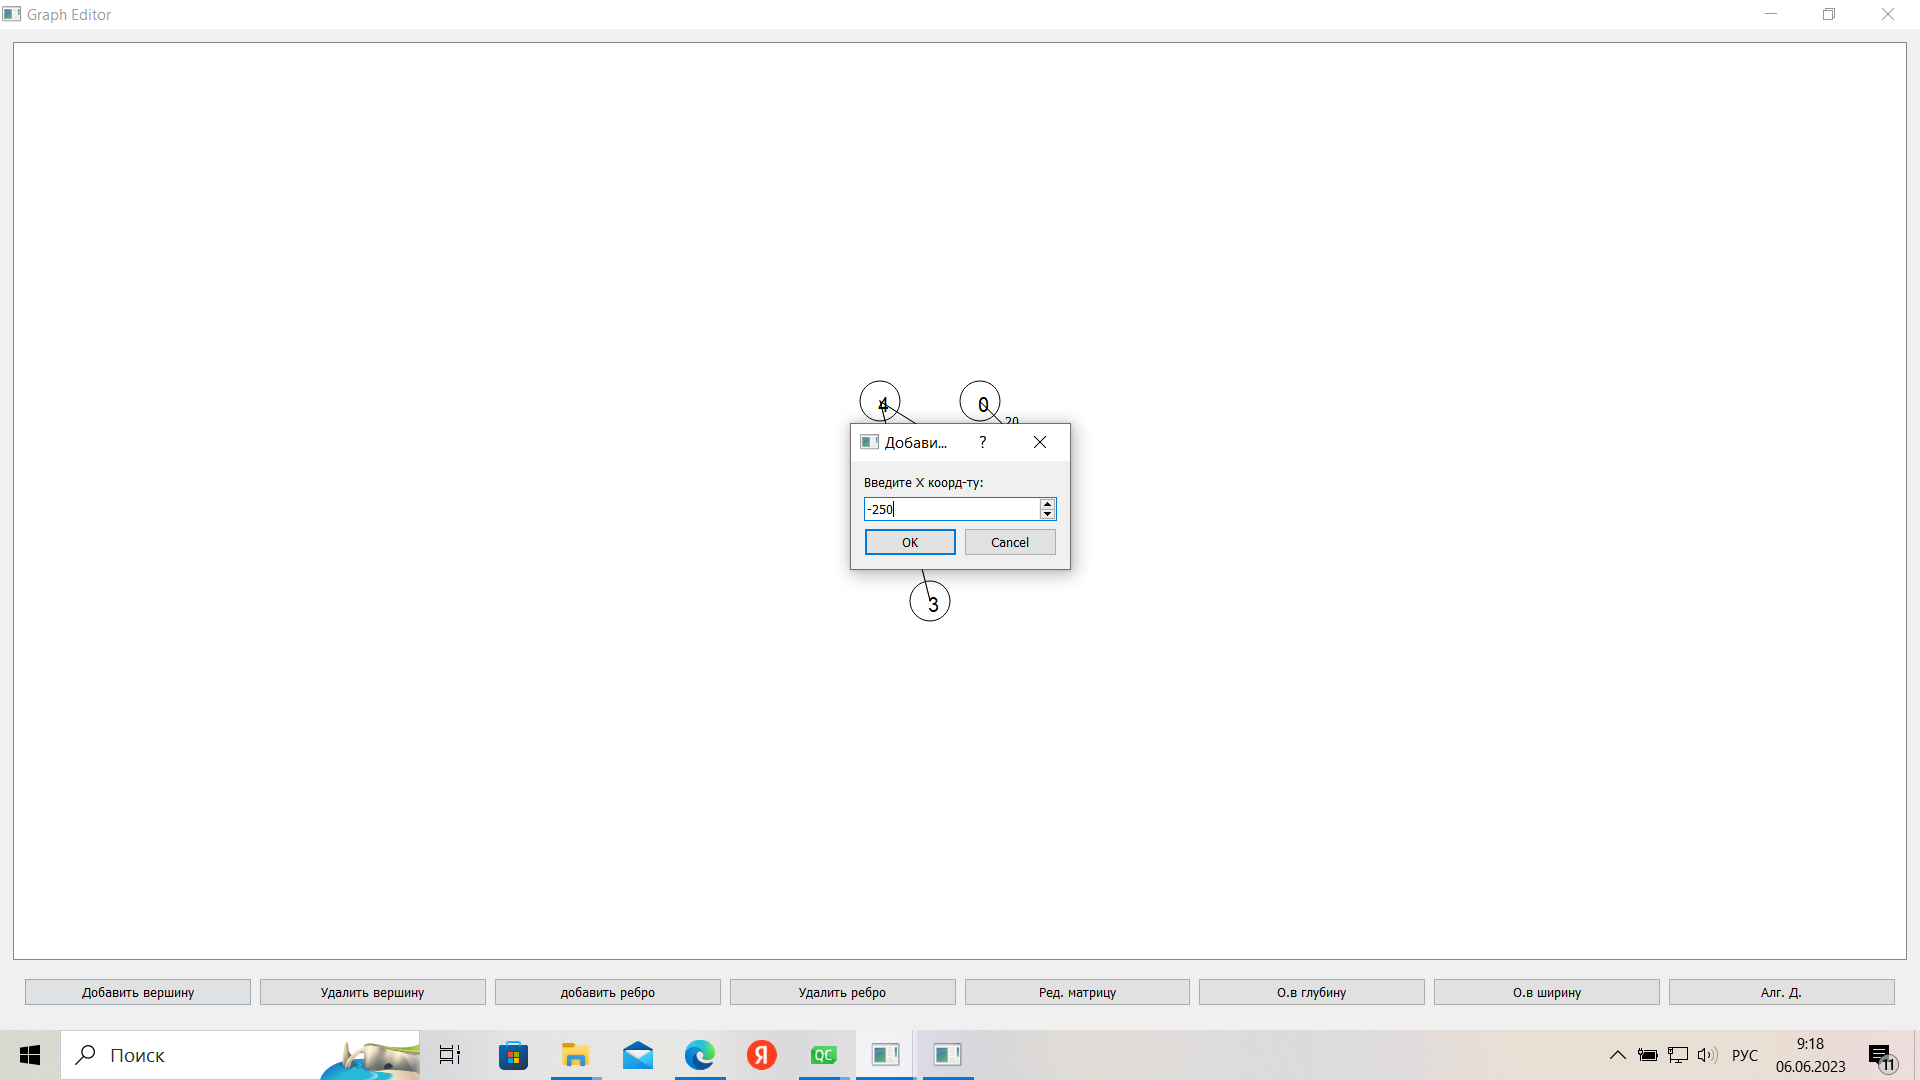 Graph Editor
4
0
20
Добави...
?
Введите X коорд-ту:
-250
OK
Cancel
3
Добавить вершину
Удалить вершину
добавить ребро
Удалить ребро
Ред. матрицу
О.в глубину
О.в ширину
Алг. Д.
Поиск
Я
QC
РУС
9:18
06.06.2023
11